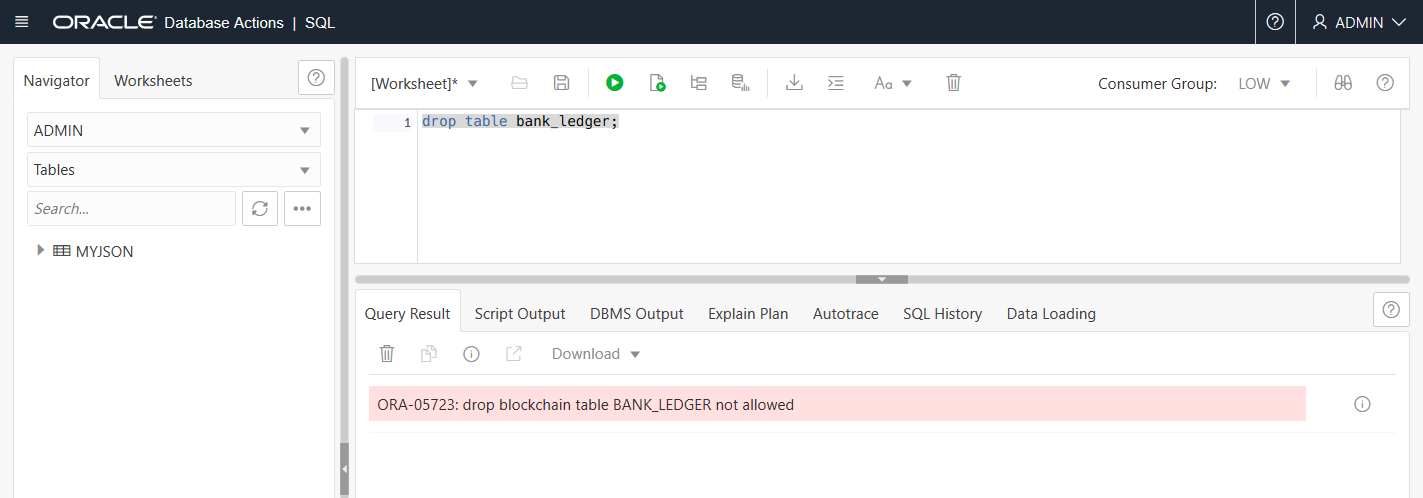 ORACLE Database Actions | SQL
ADMIN
Navigator
Worksheets
ADMIN
Tables
Search...
MYJSON
[Worksheet]*
Aa
Consumer Group:
LOW
1
drop table bank_ledger;
Query Result
Script Output
DBMS Output
Explain Plan
Autotrace
SQL History
Data Loading
Download
ORA-05723: drop blockchain table BANK_LEDGER not allowed